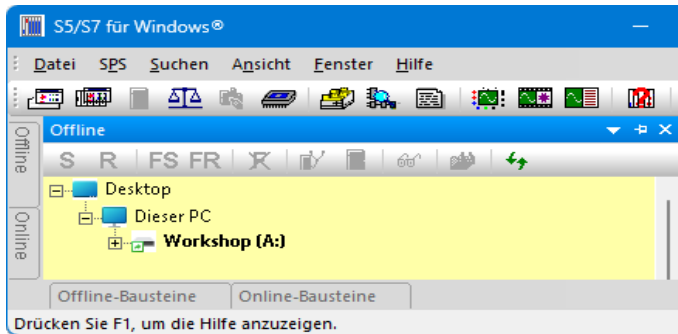 S5/S7 für Windows®
Datei SPS Suchen Ansicht Fenster Hilfe
Offline
Offline
S R FS FR K
Desktop
Dieser PC
Workshop (A:)
Online
Offline-Bausteine Online-Bausteine
Drücken Sie F1, um die Hilfe anzuzeigen.